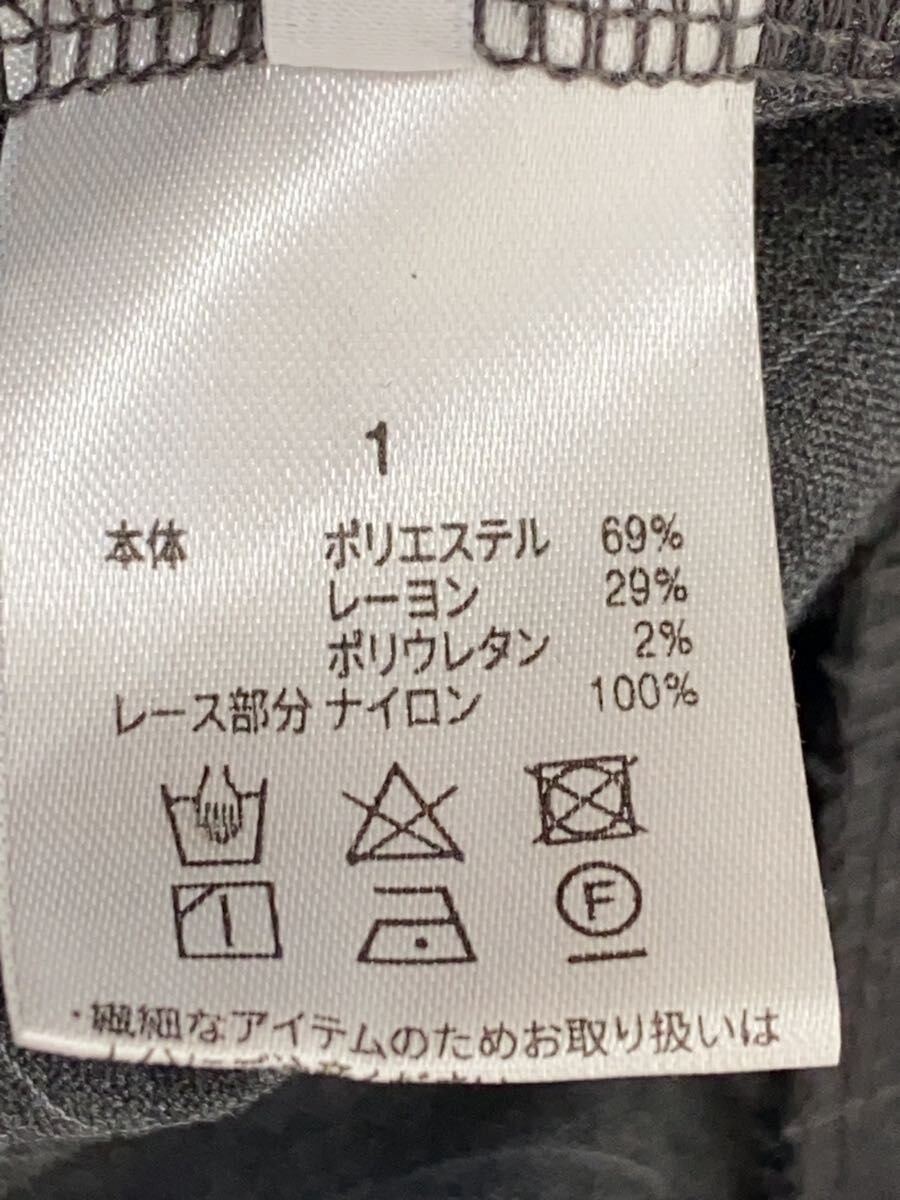 1
本体 ポリエステル 69%
レーヨン 29%
ポリウレタン 2%
レース部分 ナイロン 100%
F
・繊細なアイテムのためお取り扱いは